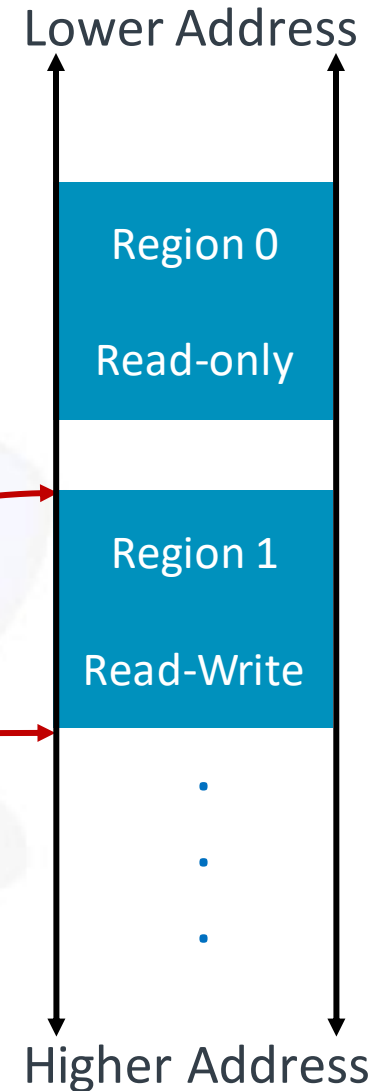 Lower Address
Region 0
Read-only
Region 1
Read-Write
.
.
.
Higher Address